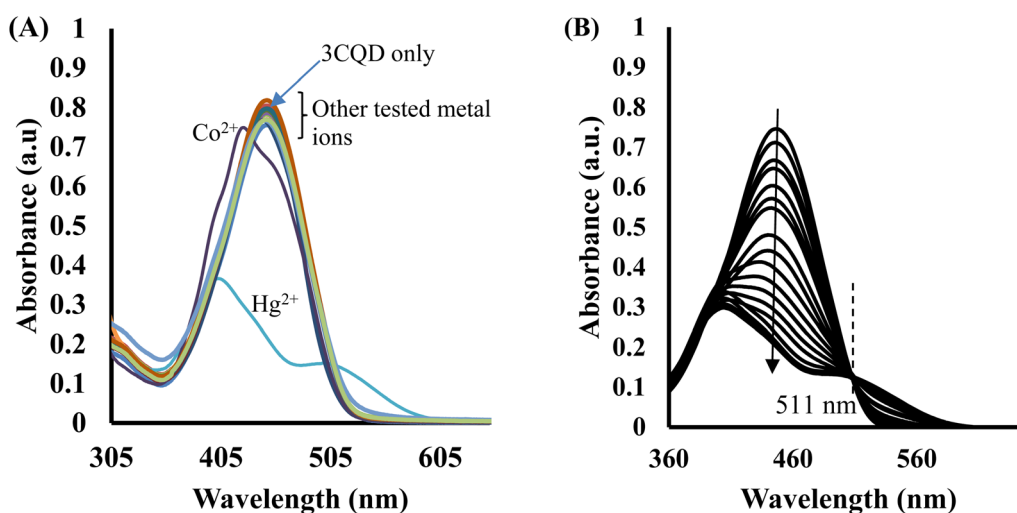 (A)
1
0.9
0.8
0.7
0.6
0.5
0.4
0.3
0.2
0.1
0
Absorbance (a.u)
3CQD only
Other tested metal
ions
Co²⁺
Hg²⁺
305
405
505
605
Wavelength (nm)
(B)
1
0.9
0.8
0.7
0.6
0.5
0.4
0.3
0.2
0.1
0
Absorbance (a.u.)
511 nm
360
460
560
Wavelength (nm)